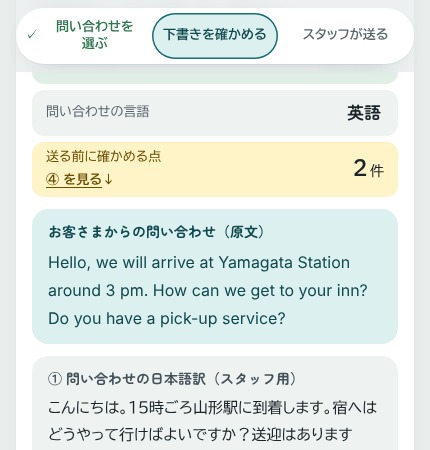 ✓ 問い合わせを
選ぶ
下書きを確かめる
スタッフが送る
問い合わせの言語
英語
送る前に確かめる点
④ を見る↓
2件
お客さまからの問い合わせ（原文）
Hello, we will arrive at Yamagata Station
around 3 pm. How can we get to your inn?
Do you have a pick-up service?
① 問い合わせの日本語訳（スタッフ用）
こんにちは。15時ごろ山形駅に到着します。宿へは
どうやって行けばよいですか？送迎はあります